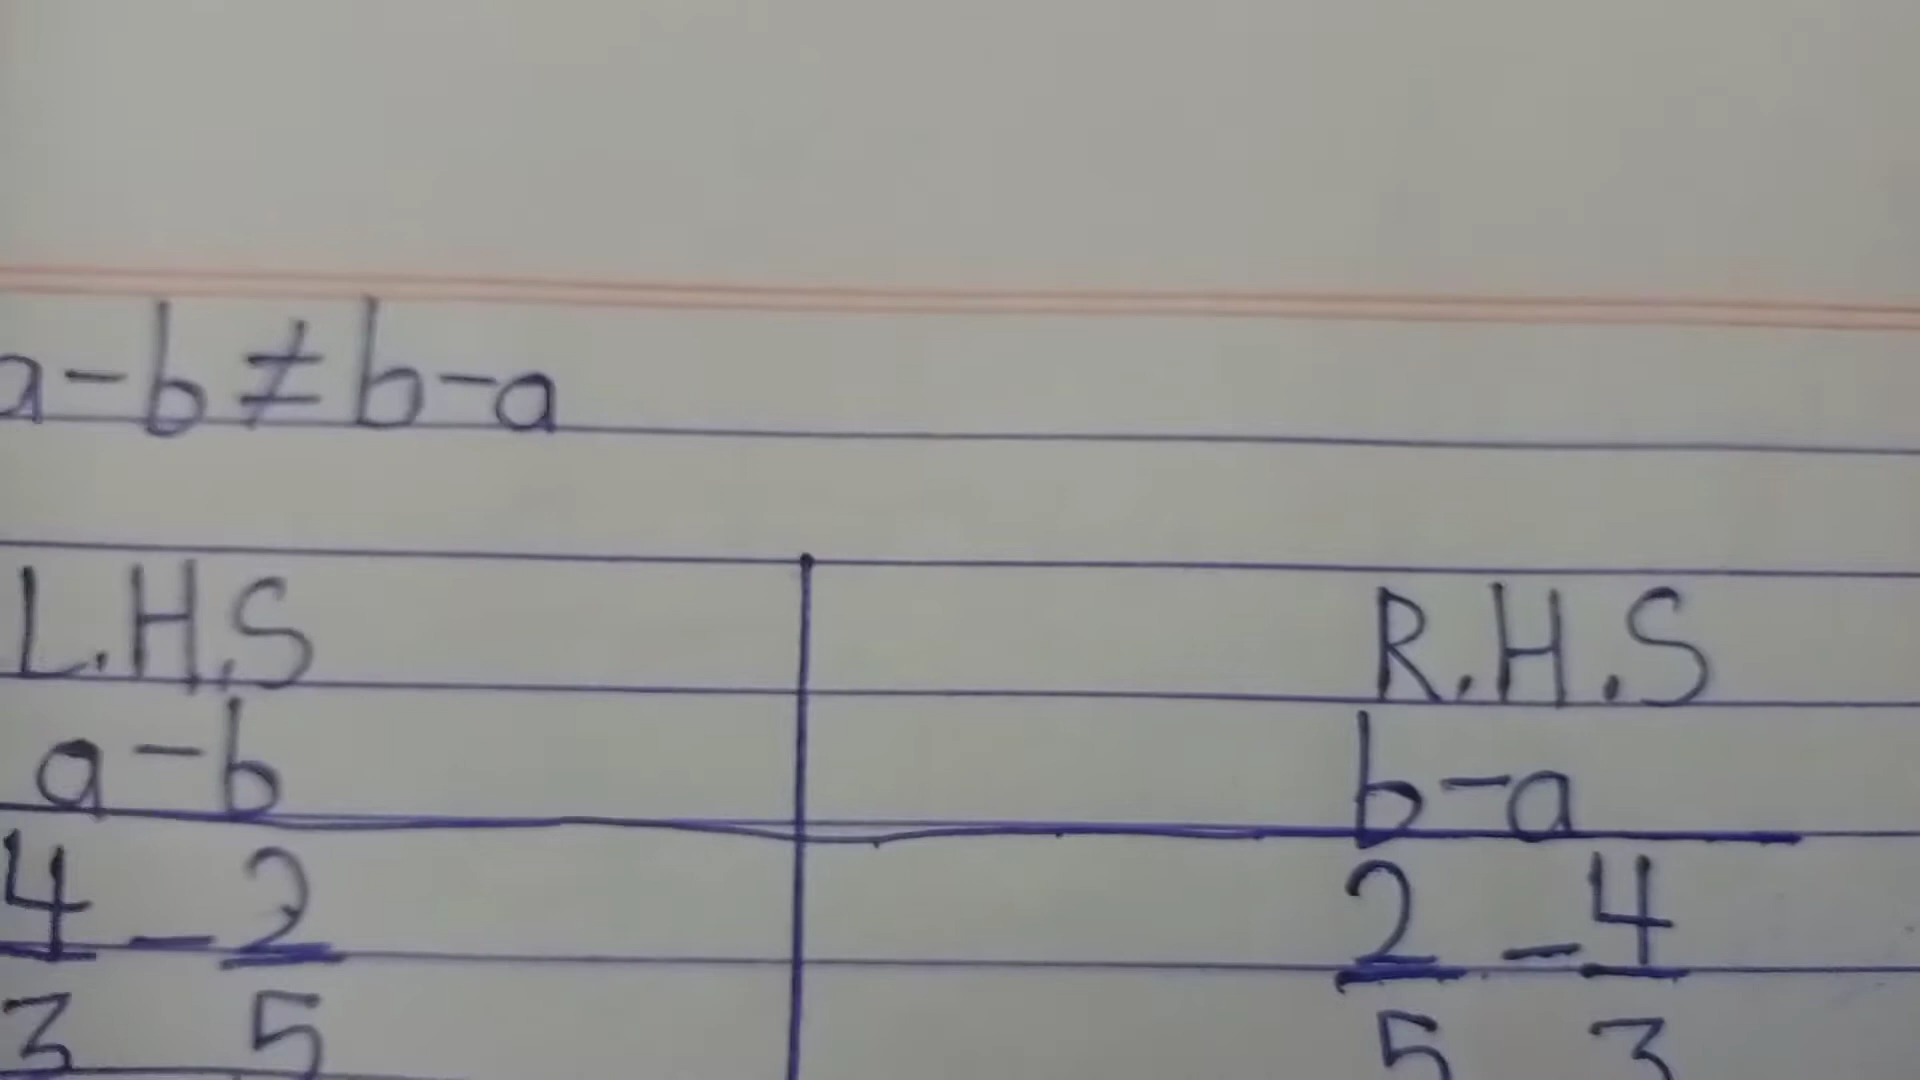 a-b ≠ b-a
L.H.S R.H.S
a-b b-a
4/3 - 2/5 2/5 - 4/3